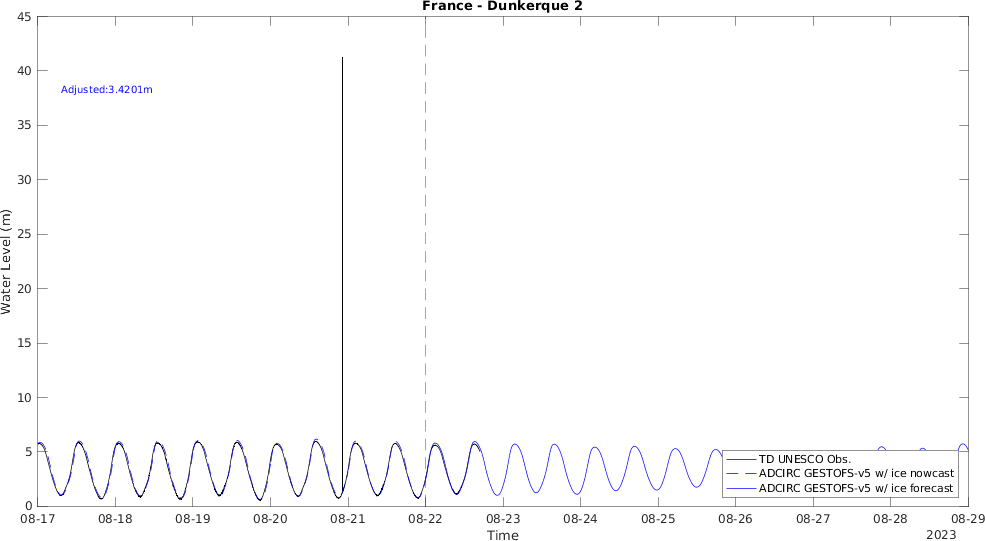 France - Dunkerque 2
45
40
35
30
25
20
15
10
5
0
Adjusted:3.4201m
Water Level (m)
TD UNESCO Obs.
ADCIRC GESTOFS-v5 w/ ice nowcast
ADCIRC GESTOFS-v5 w/ ice forecast
08-17 08-18 08-19 08-20 08-21 08-22 08-23 08-24 08-25 08-26 08-27 08-28 08-29
Time
2023